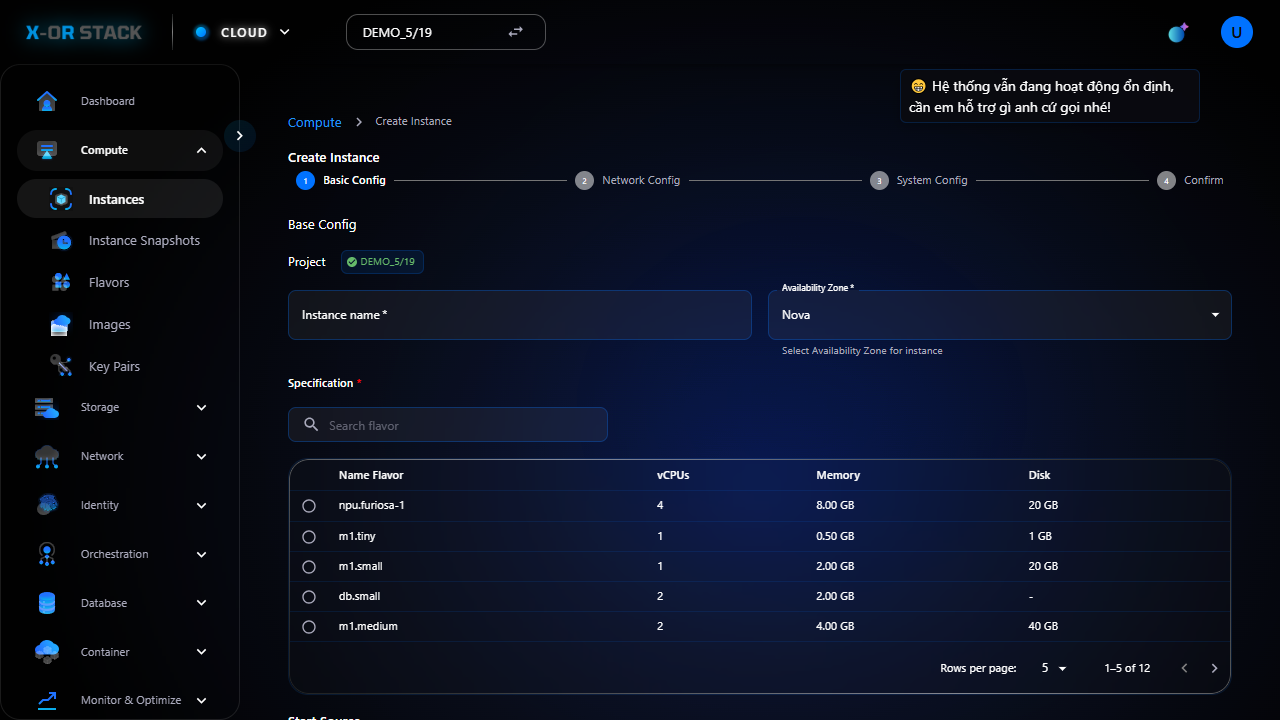 X-OR STACK
CLOUD
DEMO_5/19
U
😁 Hệ thống vẫn đang hoạt động ổn định,
cần em hỗ trợ gì anh cứ gọi nhé!
Dashboard
Compute
Instances
Instance Snapshots
Flavors
Images
Key Pairs
Storage
Network
Identity
Orchestration
Database
Container
Monitor & Optimize
Compute > Create Instance
Create Instance
1 Basic Config
2 Network Config
3 System Config
4 Confirm
Base Config
Project DEMO_5/19
Instance name *
Availability Zone *
Nova
Select Availability Zone for instance
Specification *
Search flavor
Name Flavor vCPUs Memory Disk
npu.furiosa-1 4 8.00 GB 20 GB
m1.tiny 1 0.50 GB 1 GB
m1.small 1 2.00 GB 20 GB
db.small 2 2.00 GB -
m1.medium 2 4.00 GB 40 GB
Rows per page: 5 1–5 of 12
Start Source